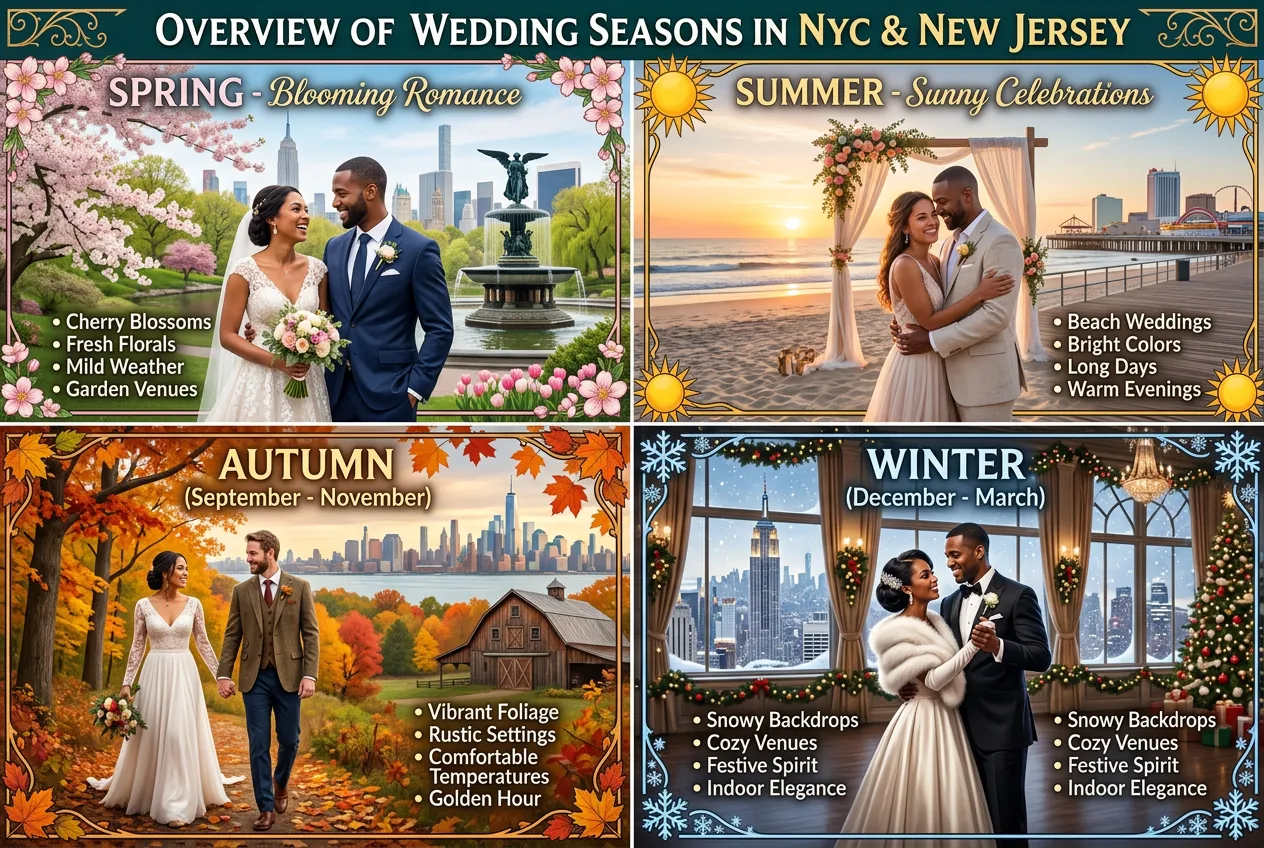 OVERVIEW OF WEDDING SEASONS IN NYC & NEW JERSEY
SPRING - Blooming Romance
• Cherry Blossoms
• Fresh Florals
• Mild Weather
• Garden Venues
SUMMER - Sunny Celebrations
• Beach Weddings
• Bright Colors
• Long Days
• Warm Evenings
AUTUMN
(September - November)
• Vibrant Foliage
• Rustic Settings
• Comfortable
Temperatures
• Golden Hour
WINTER
(December - March)
• Snowy Backdrops
• Cozy Venues
• Festive Spirit
• Indoor Elegance
• Snowy Backdrops
• Cozy Venues
• Festive Spirit
• Indoor Elegance